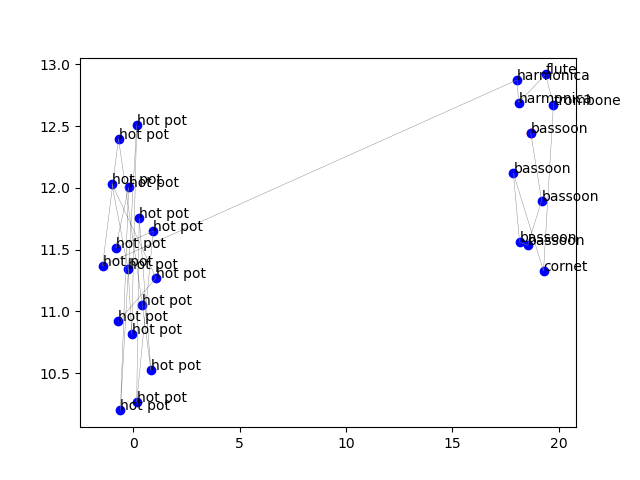 13.0
flute
harmonica
harmonica
trombone
12.5
hot pot
bassoon
hot pot
hot pot
hot pot
12.0
bassoon
bassoon
hot pot
hot pot
11.5
hot pot
bassoon
bassoon
hot pot
hot pot
cornet
hot pot
hot pot
11.0
hot pot
hot pot
10.5
hot pot
hot pot
hot pot
0
5
10
15
20